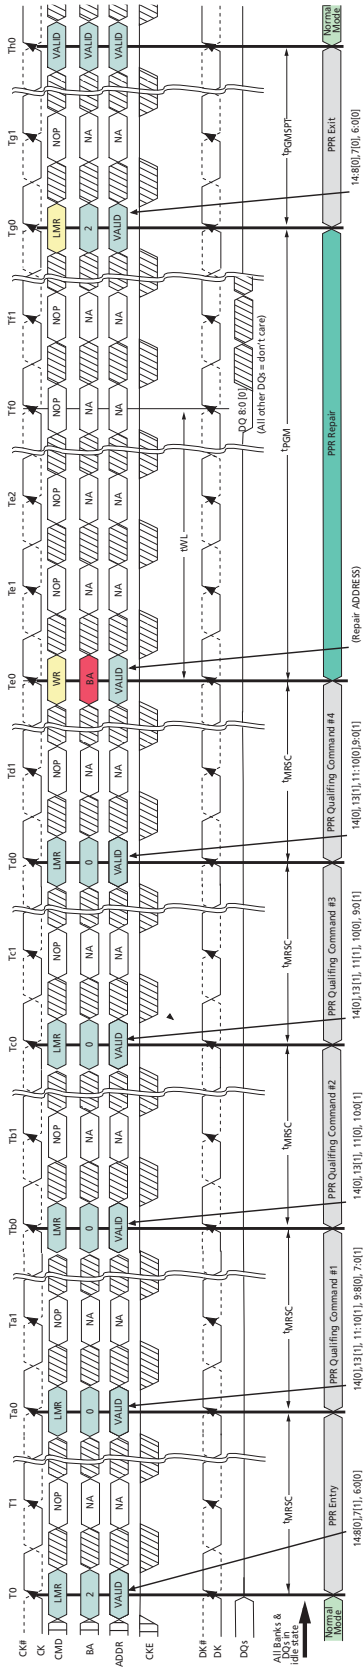 T0 T1 Ta0 Ta1 Tb0 Tb1 Tc0 Tc1 Td0 Td1 Te0 Te1 Te2 Tf0 Tf1 Tg0 Tg1 Th0
CK#
CK
CMD LMR NOP LMR NOP LMR NOP LMR NOP LMR NOP WR NOP NOP NOP NOP LMR NOP VALID
BA 2 NA 0 NA 0 NA 0 NA 0 NA BA NA NA NA NA 2 NA VALID
ADDR VALID NA VALID NA VALID NA VALID NA VALID NA VALID NA NA NA NA VALID NA VALID
CKE
tWL
DK#
DK
DQs
DQ 8:0 [0]
(All other DQs = don't care)
All Banks &
DQs in
idle state
tMRSC tMRSC tMRSC tMRSC tMRSC tPGM tPGMSPT
Normal
Mode
PPR Entry
PPR Qualifing Command #1
PPR Qualifing Command #2
PPR Qualifing Command #3
PPR Qualifing Command #4
PPR Repair
PPR Exit
Normal
Mode
14:8[0],7[1], 6:0[0]
14[0],13[1], 11:10[1], 9:8[0], 7:0[1]
14[0],13[1], 11[0], 10:0[1]
14[0],13[1], 11[1], 10[0], 9:0[1]
14[0], 13[1], 11:10[0],9:0[1]
(Repair ADDRESS)
14:8[0],7[0], 6:0[0]